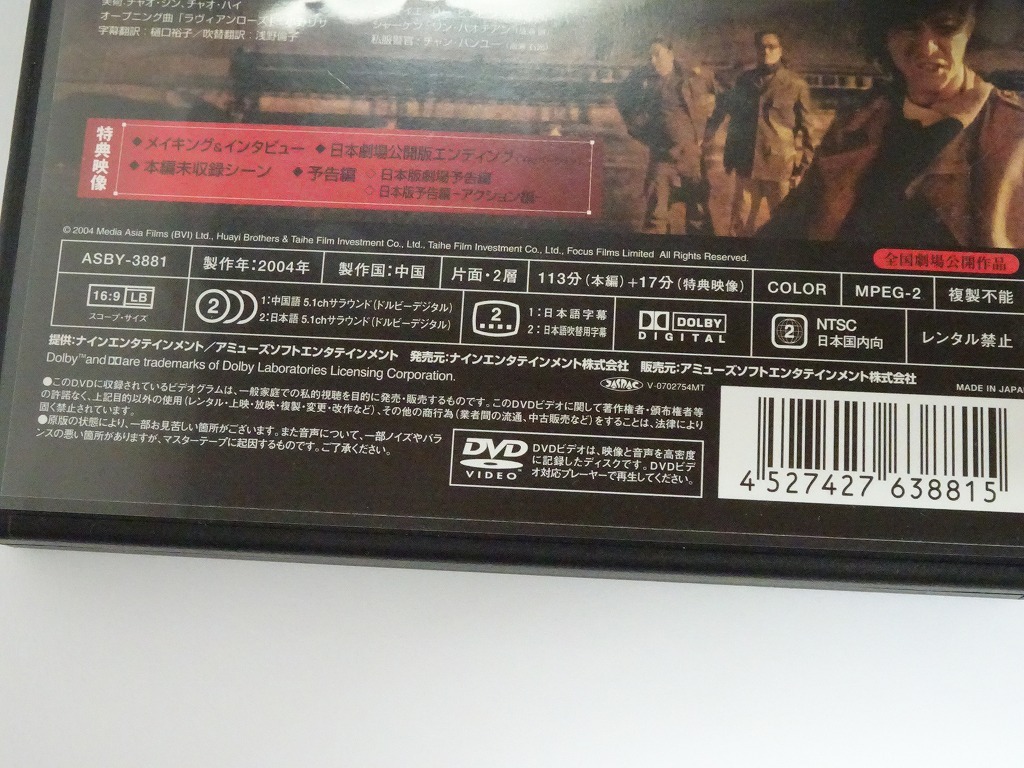 美術:チャオ・ジン、チャオ・ハイ
オープニング曲「ラヴィアンローズ」
字幕翻訳:樋口裕子/吹替翻訳:浅野倫子
私服警官:チャン・ハンユー
特典映像
◆メイキング&インタビュー ◆日本劇場公開版エンディング
◆本編未収録シーン ◆予告編 ◇日本版劇場予告編
◇日本版予告編-アクション編
© 2004 Media Asia Films (BVI) Ltd., Huayi Brothers & Taihe Film Investment Co., Ltd., Taihe Film Investment Co., Ltd., Focus Films Limited All Rights Reserved.
全国劇場公開作品
ASBY-3881 製作年:2004年 製作国:中国 片面・2層 113分(本編)+17分(特典映像) COLOR MPEG-2 複製不能
16:9 LB
スコープ・サイズ
2
1:中国語 5.1chサラウンド(ドルビーデジタル)
2:日本語 5.1chサラウンド(ドルビーデジタル)
2
1:日本語字幕
2:日本語吹替用字幕
DOLBY
DIGITAL
2
NTSC
日本国内向
レンタル禁止
提供:ナインエンタテインメント/アミューズソフトエンタテインメント 発売元:ナインエンタテインメント株式会社 販売元:アミューズソフトエンタテインメント株式会社
Dolby™and DD are trademarks of Dolby Laboratories Licensing Corporation.
JASRAC V-0702754MT
MADE IN JAPA
●このDVDに収録されているビデオグラムは、一般家庭での私的視聴を目的に発売・販売するものです。このDVDビデオに関して著作権者・頒布権者等
の許諾なく、上記目的以外の使用(レンタル・上映・放映・複製・変更・改作など)、その他の商行為(業者間の流通、中古販売など)をすることは、法律により
固く禁止されています。
●原版の状態により、一部お見苦しい箇所がございます。また音声について、一部ノイズやバラ
ンスの悪い箇所がありますが、マスターテープに起因するものです。ご了承ください。
DVD
VIDEO™
DVDビデオは、映像と音声を高密度
に記録したディスクです。DVDビデ
オ対応プレーヤーで再生してください。
4 527427 638815